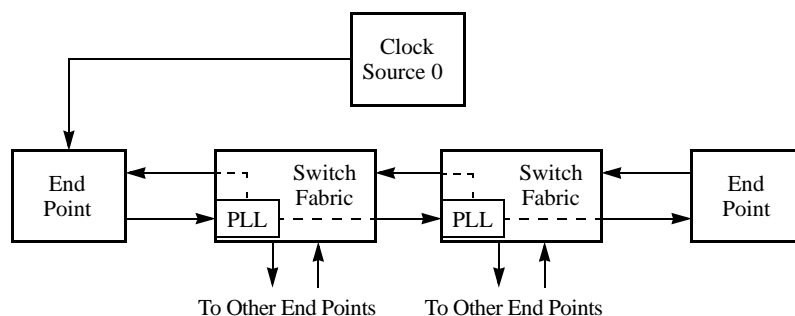 Clock
Source 0
End
Point
Switch
Fabric
PLL
Switch
Fabric
PLL
End
Point
To Other End Points
To Other End Points